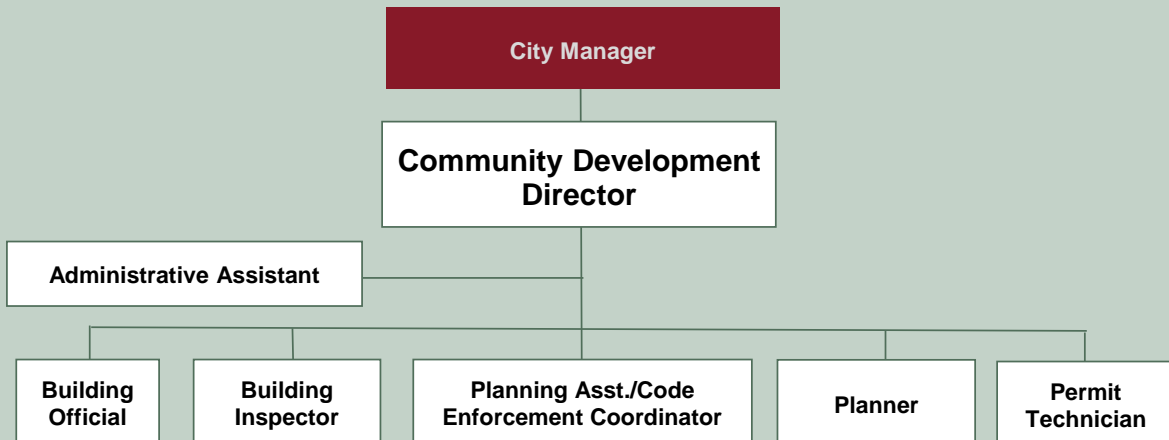 City Manager
Community Development
Director
Administrative Assistant
Building
Official
Building
Inspector
Planning Asst./Code
Enforcement Coordinator
Planner
Permit
Technician